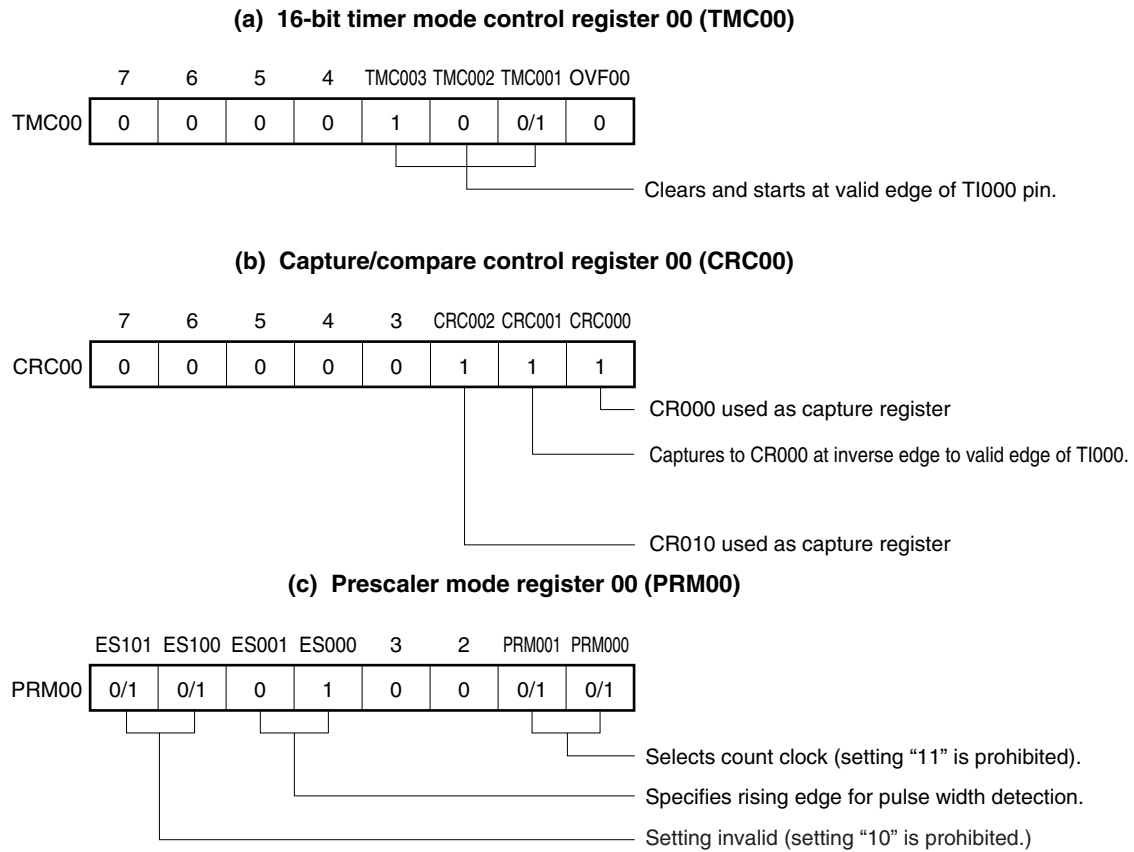 (a) 16-bit timer mode control register 00 (TMC00)
7 6 5 4 TMC003 TMC002 TMC001 OVF00
TMC00 0 0 0 0 1 0 0/1 0
Clears and starts at valid edge of TI000 pin.
(b) Capture/compare control register 00 (CRC00)
7 6 5 4 3 CRC002 CRC001 CRC000
CRC00 0 0 0 0 0 1 1 1
CR000 used as capture register
Captures to CR000 at inverse edge to valid edge of TI000.
CR010 used as capture register
(c) Prescaler mode register 00 (PRM00)
ES101 ES100 ES001 ES000 3 2 PRM001 PRM000
PRM00 0/1 0/1 0 1 0 0 0/1 0/1
Selects count clock (setting “11” is prohibited).
Specifies rising edge for pulse width detection.
Setting invalid (setting “10” is prohibited.)